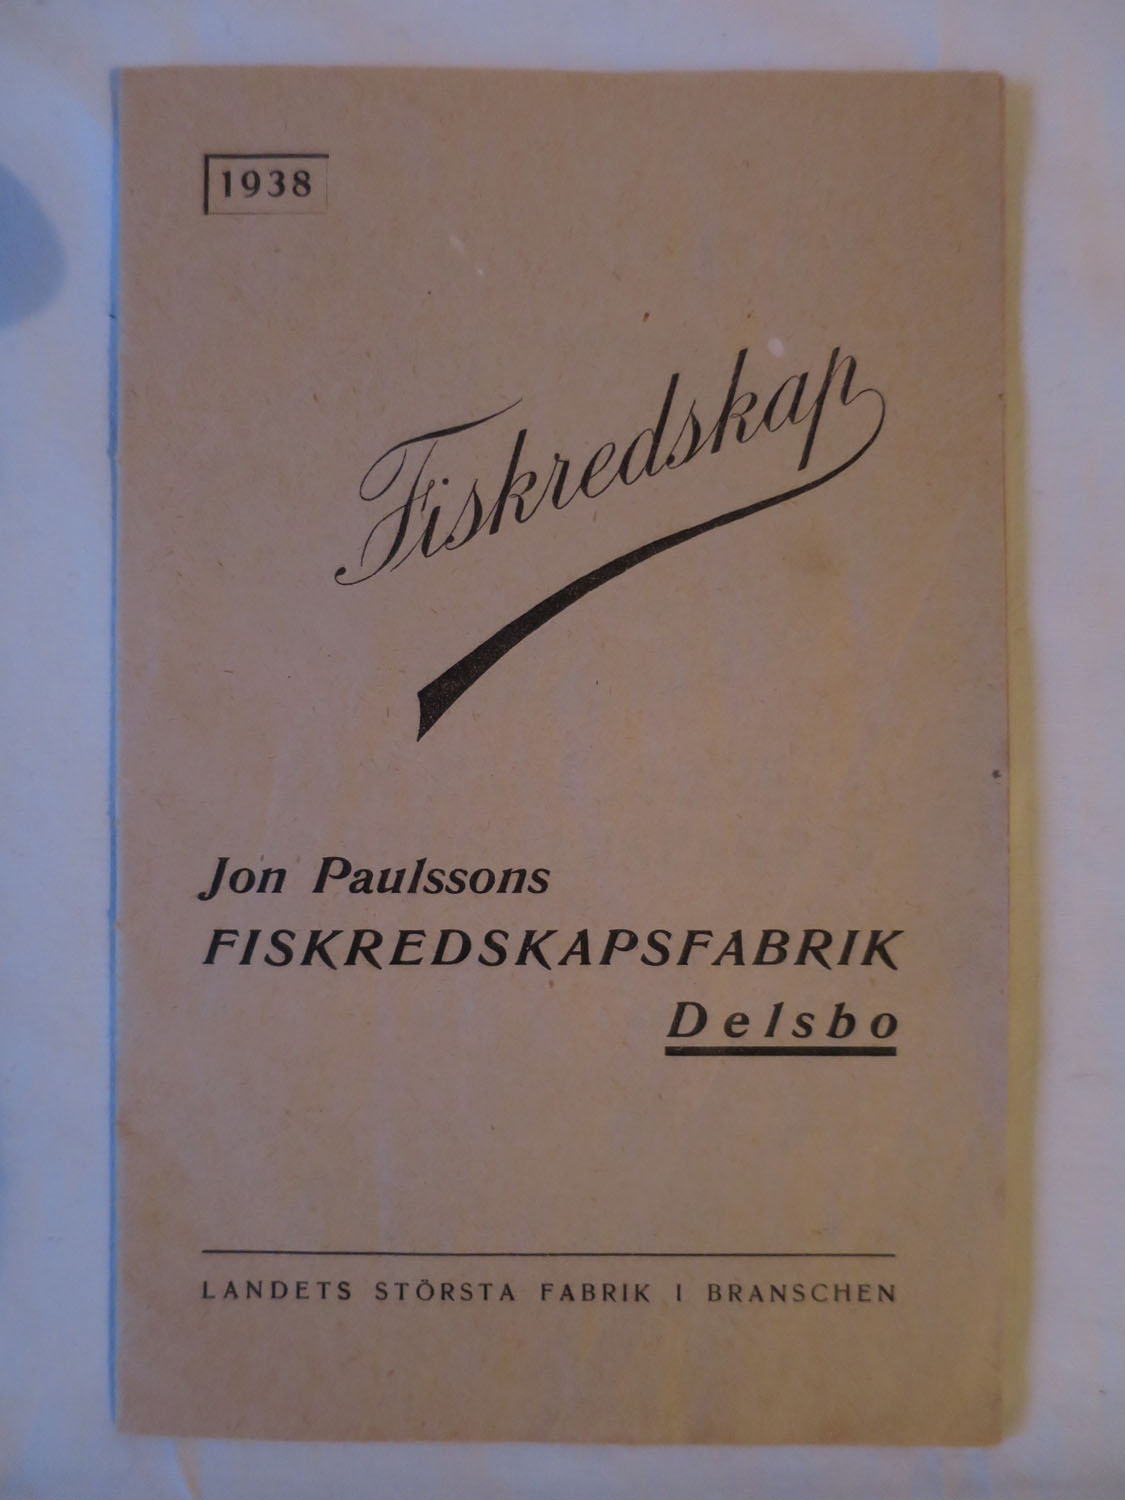 1938
Fiskredskap
Jon Paulssons
FISKREDSKAPSFABRIK
Delsbo
LANDETS STÖRSTA FABRIK I BRANSCHEN